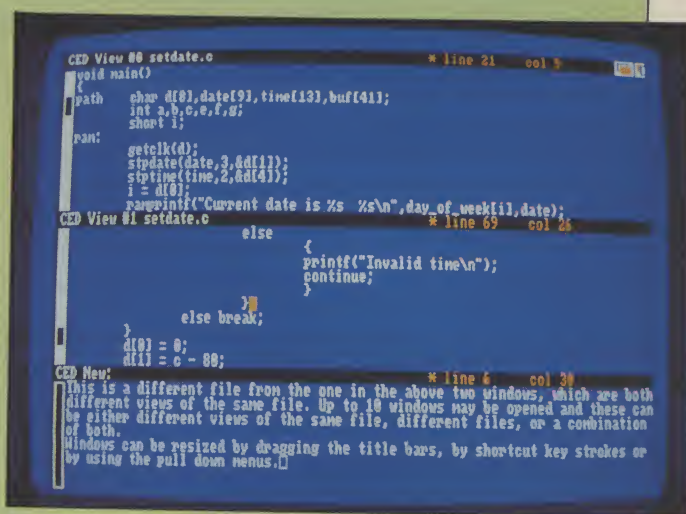 CED View #0 setdate.c * line 21 col 9
void main()
{
path char d[8],date[9],time[13],buf[41];
int a,b,c,e,f,g;
short i;
ram:
getclk(d);
stpdate(date,3,&d[1]);
stptime(time,2,&d[4]);
i = d[0];
ramprintf("Current date is %s %s\n",day_of_week[i],date);
CED View #1 setdate.c * line 69 col 26
else
{
printf("Invalid time\n");
continue;
}
}
else break;
}
d[0] = 0;
d[1] = c - 80;
CED New: * line 6 col 30
This is a different file from the one in the above two windows, which are both
different views of the same file. Up to 10 windows may be opened and these can
be either different views of the same file, different files, or a combination
of both.
Windows can be resized by dragging the title bars, by shortcut key strokes or
by using the pull down menus.